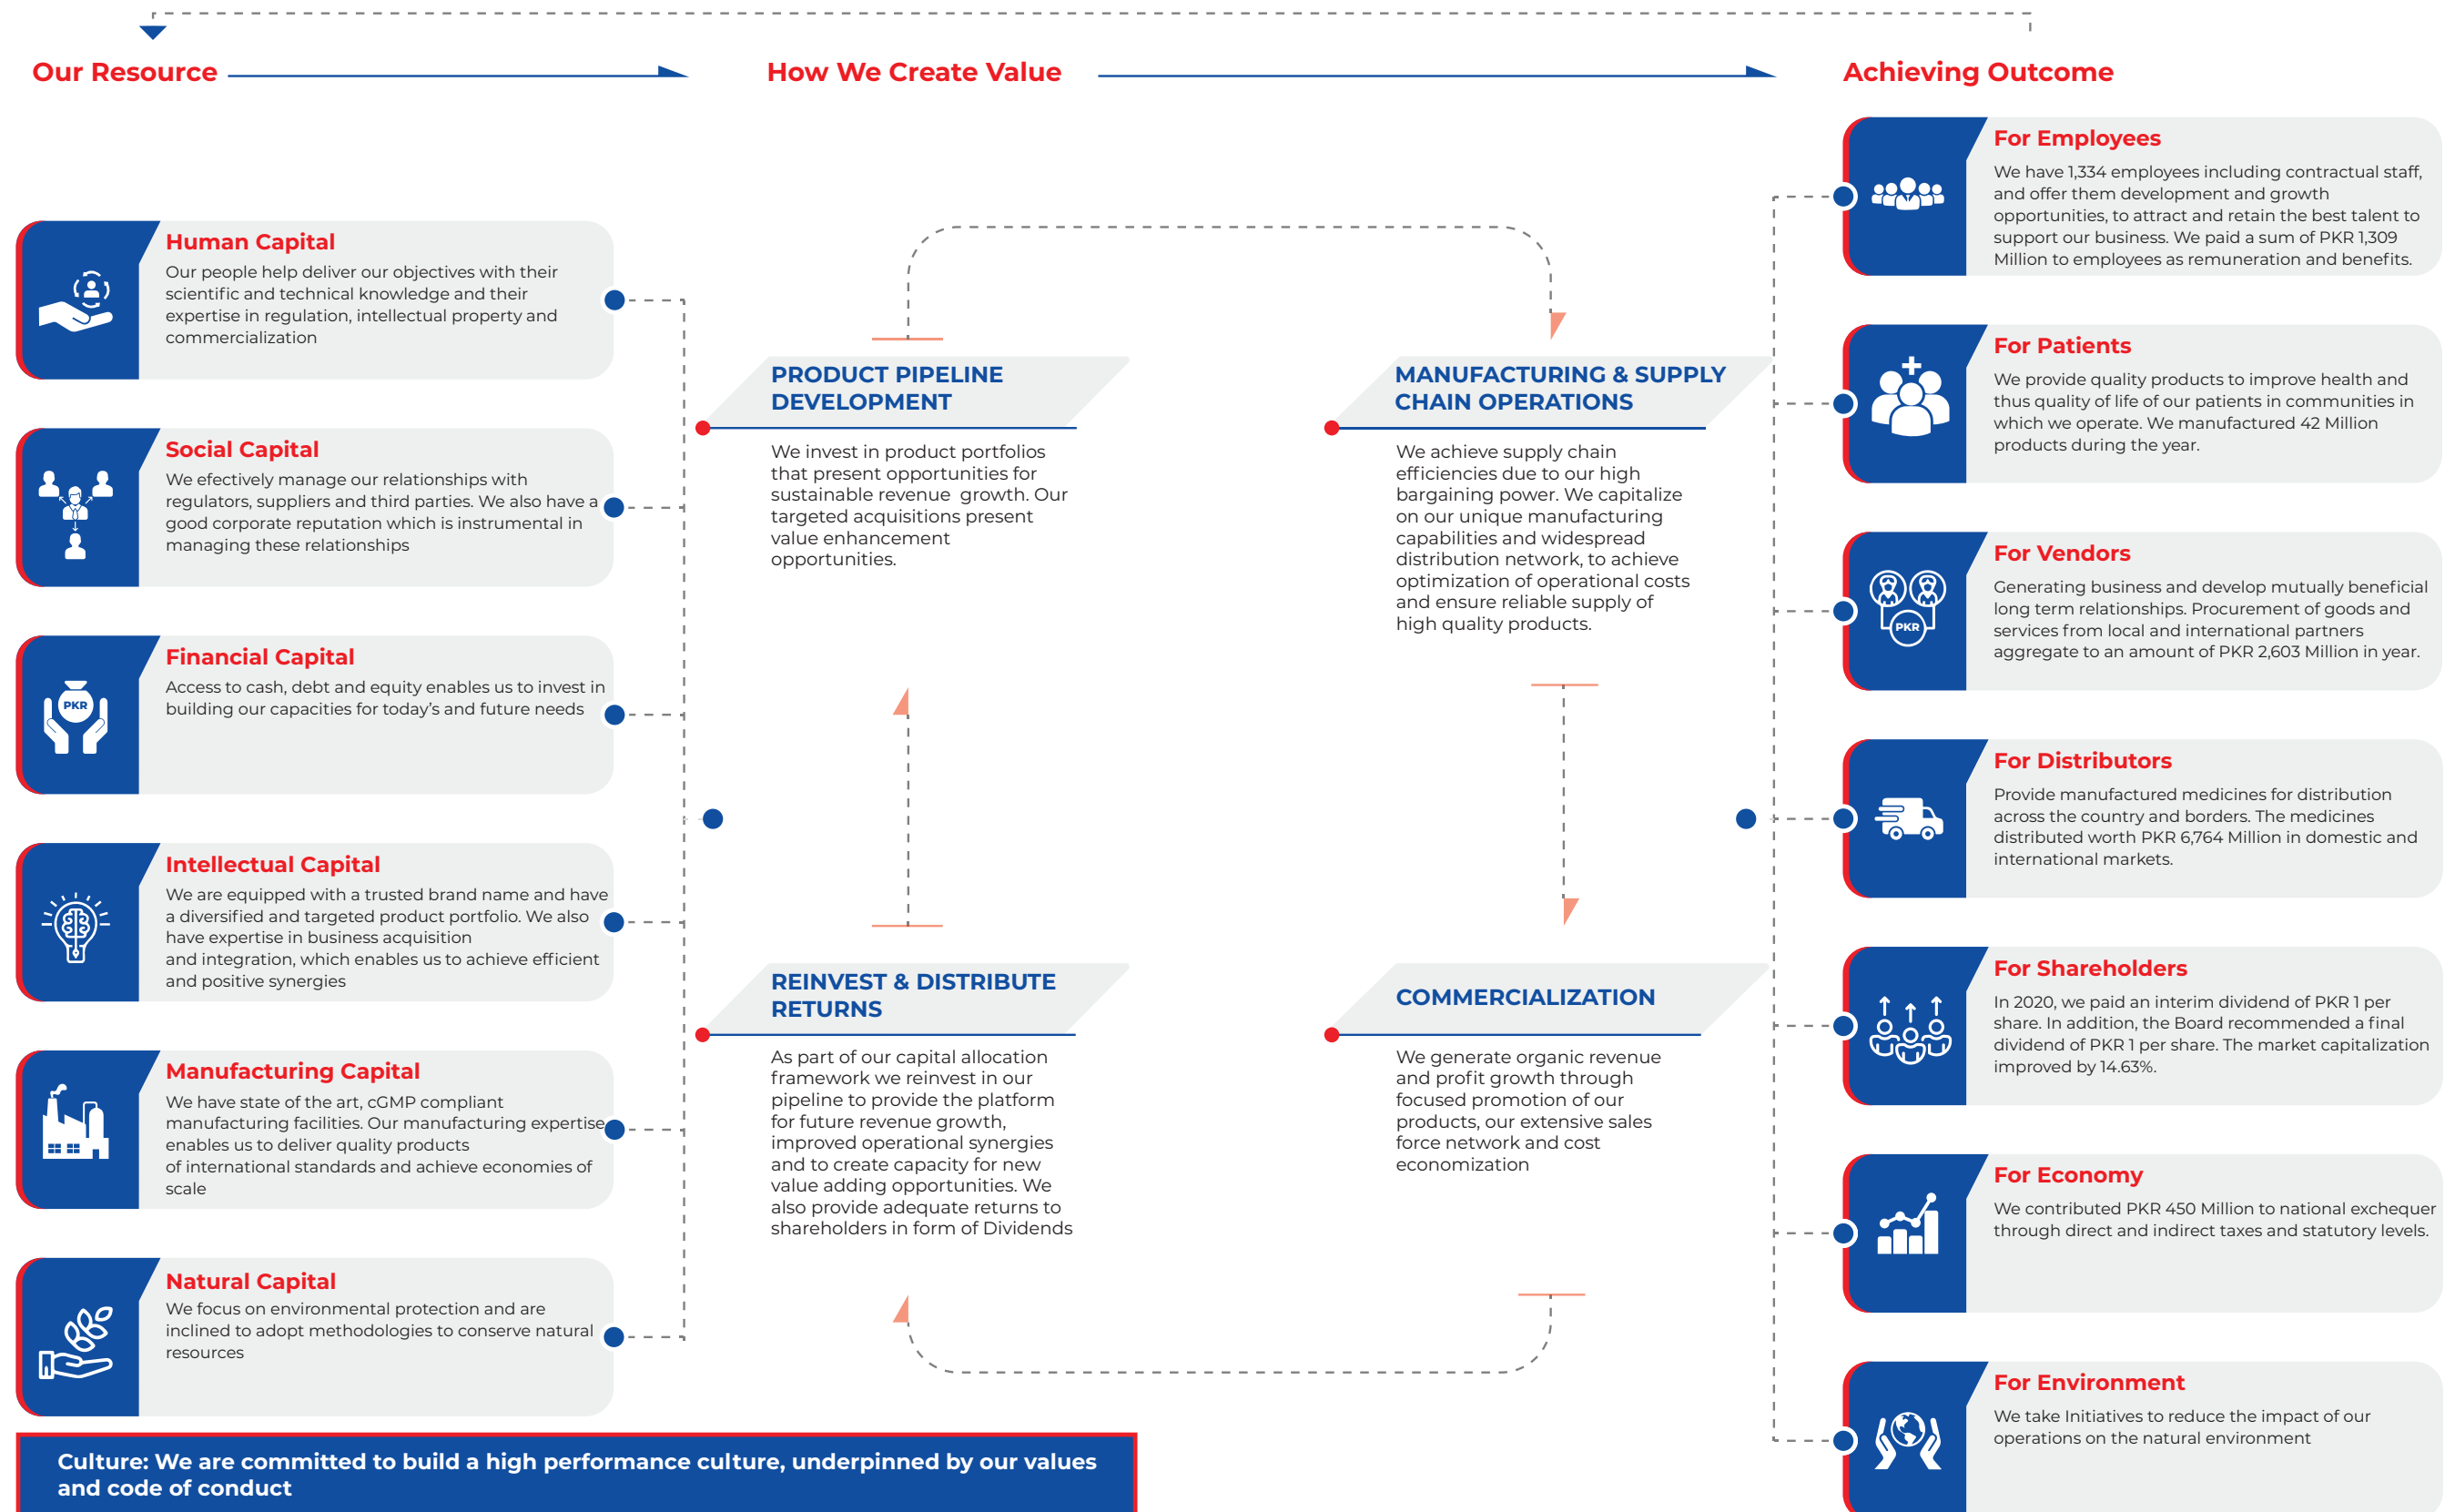 Our Resource
How We Create Value
Achieving Outcome
Human Capital
Our people help deliver our objectives with their
scientific and technical knowledge and their
expertise in regulation, intellectual property and
commercialization
Social Capital
We efectively manage our relationships with
regulators, suppliers and third parties. We also have a
good corporate reputation which is instrumental in
managing these relationships
PKR
Financial Capital
Access to cash, debt and equity enables us to invest in
building our capacities for today's and future needs
Intellectual Capital
We are equipped with a trusted brand name and have
a diversified and targeted product portfolio. We also
have expertise in business acquisition
and integration, which enables us to achieve efficient
and positive synergies
Manufacturing Capital
We have state of the art, cGMP compliant
manufacturing facilities. Our manufacturing expertise
enables us to deliver quality products
of international standards and achieve economies of
scale
Natural Capital
We focus on environmental protection and are
inclined to adopt methodologies to conserve natural
resources
Culture: We are committed to build a high performance culture, underpinned by our values
and code of conduct
PRODUCT PIPELINE
DEVELOPMENT
We invest in product portfolios
that present opportunities for
sustainable revenue growth. Our
targeted acquisitions present
value enhancement
opportunities.
MANUFACTURING & SUPPLY
CHAIN OPERATIONS
We achieve supply chain
efficiencies due to our high
bargaining power. We capitalize
on our unique manufacturing
capabilities and widespread
distribution network, to achieve
optimization of operational costs
and ensure reliable supply of
high quality products.
REINVEST & DISTRIBUTE
RETURNS
As part of our capital allocation
framework we reinvest in our
pipeline to provide the platform
for future revenue growth,
improved operational synergies
and to create capacity for new
value adding opportunities. We
also provide adequate returns to
shareholders in form of Dividends
COMMERCIALIZATION
We generate organic revenue
and profit growth through
focused promotion of our
products, our extensive sales
force network and cost
economization
For Employees
We have 1,334 employees including contractual staff,
and offer them development and growth
opportunities, to attract and retain the best talent to
support our business. We paid a sum of PKR 1,309
Million to employees as remuneration and benefits.
For Patients
We provide quality products to improve health and
thus quality of life of our patients in communities in
which we operate. We manufactured 42 Million
products during the year.
PKR
For Vendors
Generating business and develop mutually beneficial
long term relationships. Procurement of goods and
services from local and international partners
aggregate to an amount of PKR 2,603 Million in year.
For Distributors
Provide manufactured medicines for distribution
across the country and borders. The medicines
distributed worth PKR 6,764 Million in domestic and
international markets.
For Shareholders
In 2020, we paid an interim dividend of PKR 1 per
share. In addition, the Board recommended a final
dividend of PKR 1 per share. The market capitalization
improved by 14.63%.
For Economy
We contributed PKR 450 Million to national exchequer
through direct and indirect taxes and statutory levels.
For Environment
We take Initiatives to reduce the impact of our
operations on the natural environment